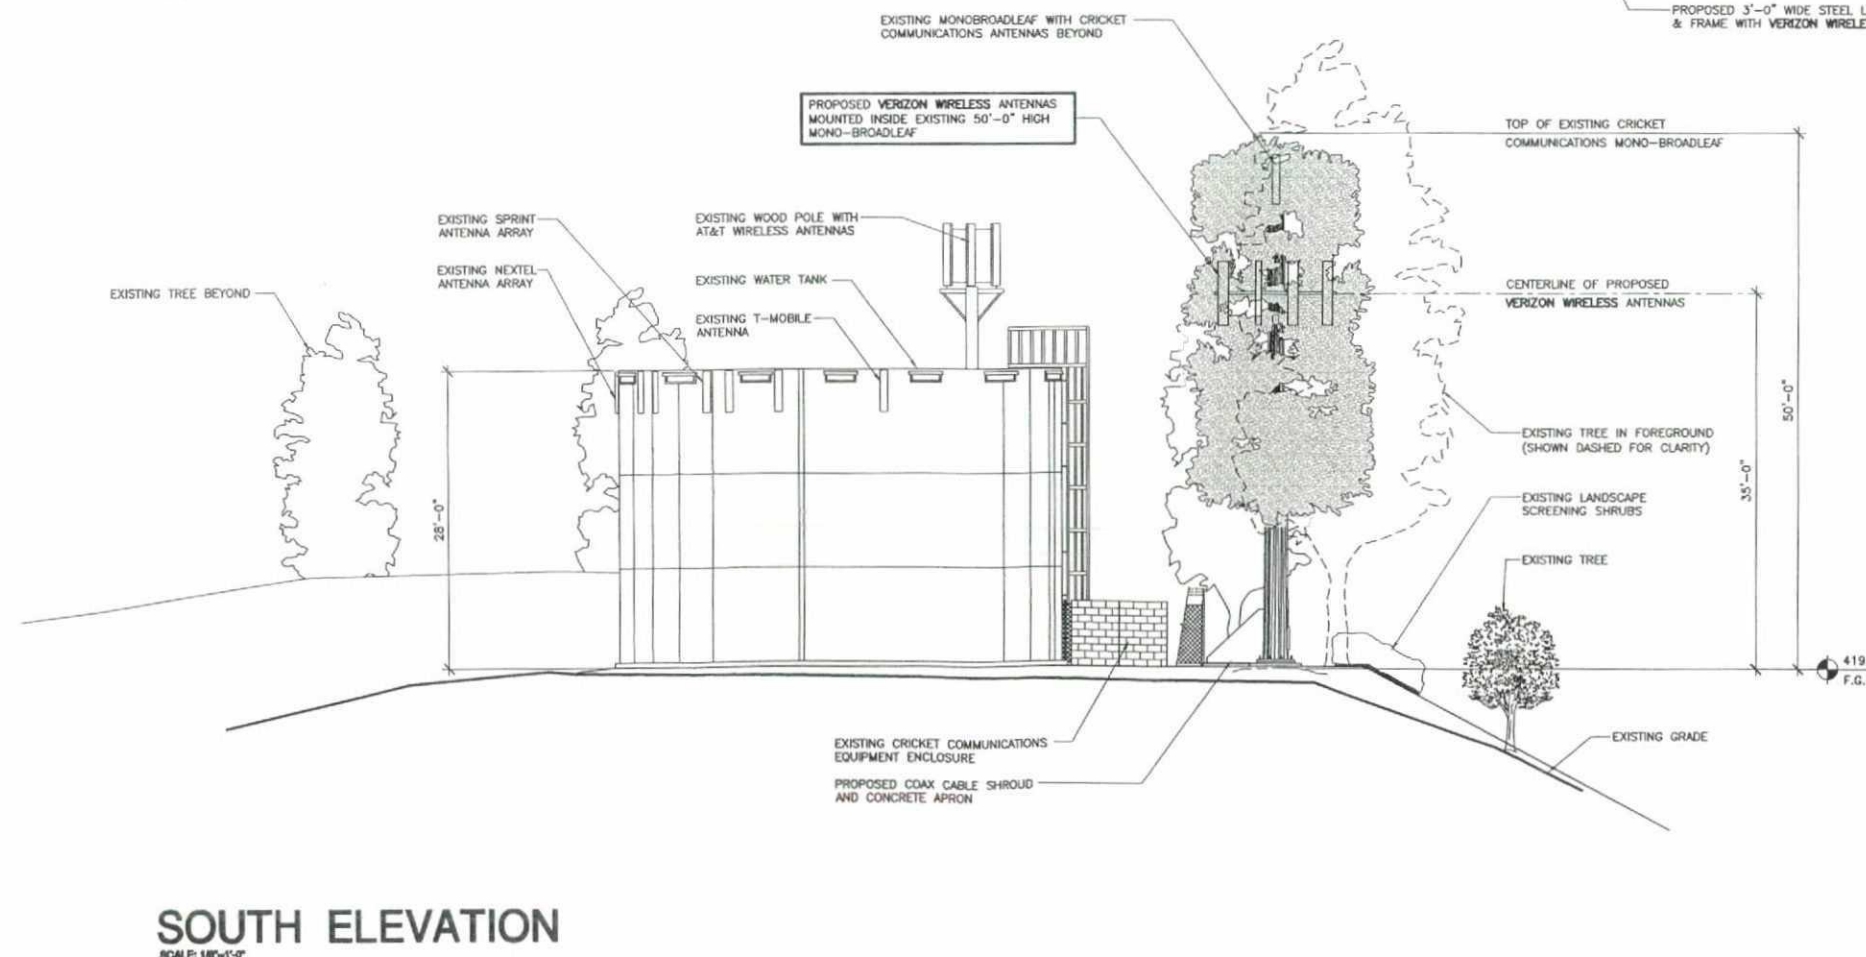 PROPOSED 3'-0" WIDE STEEL
& FRAME WITH VERIZON
EXISTING MONOBROADLEAF WITH CRICKET
COMMUNICATIONS ANTENNAS BEYOND
PROPOSED VERIZON WIRELESS ANTENNAS
MOUNTED INSIDE EXISTING 50'-0" HIGH
MONO-BROADLEAF
TOP OF EXISTING CRICKET
COMMUNICATIONS MONO-BROADLEAF
EXISTING SPRINT
ANTENNA ARRAY
EXISTING WOOD POLE WITH
AT&T WIRELESS ANTENNAS
EXISTING NEXTEL
ANTENNA ARRAY
EXISTING WATER TANK
EXISTING TREE BEYOND
EXISTING T-MOBILE
ANTENNA
CENTERLINE OF PROPOSED
VERIZON WIRELESS ANTENNAS
50'-0"
EXISTING TREE IN FOREGROUND
(SHOWN DASHED FOR CLARITY)
35'-0"
28'-0"
EXISTING LANDSCAPE
SCREENING SHRUBS
EXISTING TREE
419
F.G.
EXISTING GRADE
EXISTING CRICKET COMMUNICATIONS
EQUIPMENT ENCLOSURE
PROPOSED COAX CABLE SHROUD
AND CONCRETE APRON
SOUTH ELEVATION
SCALE: 1/8"=1'-0"